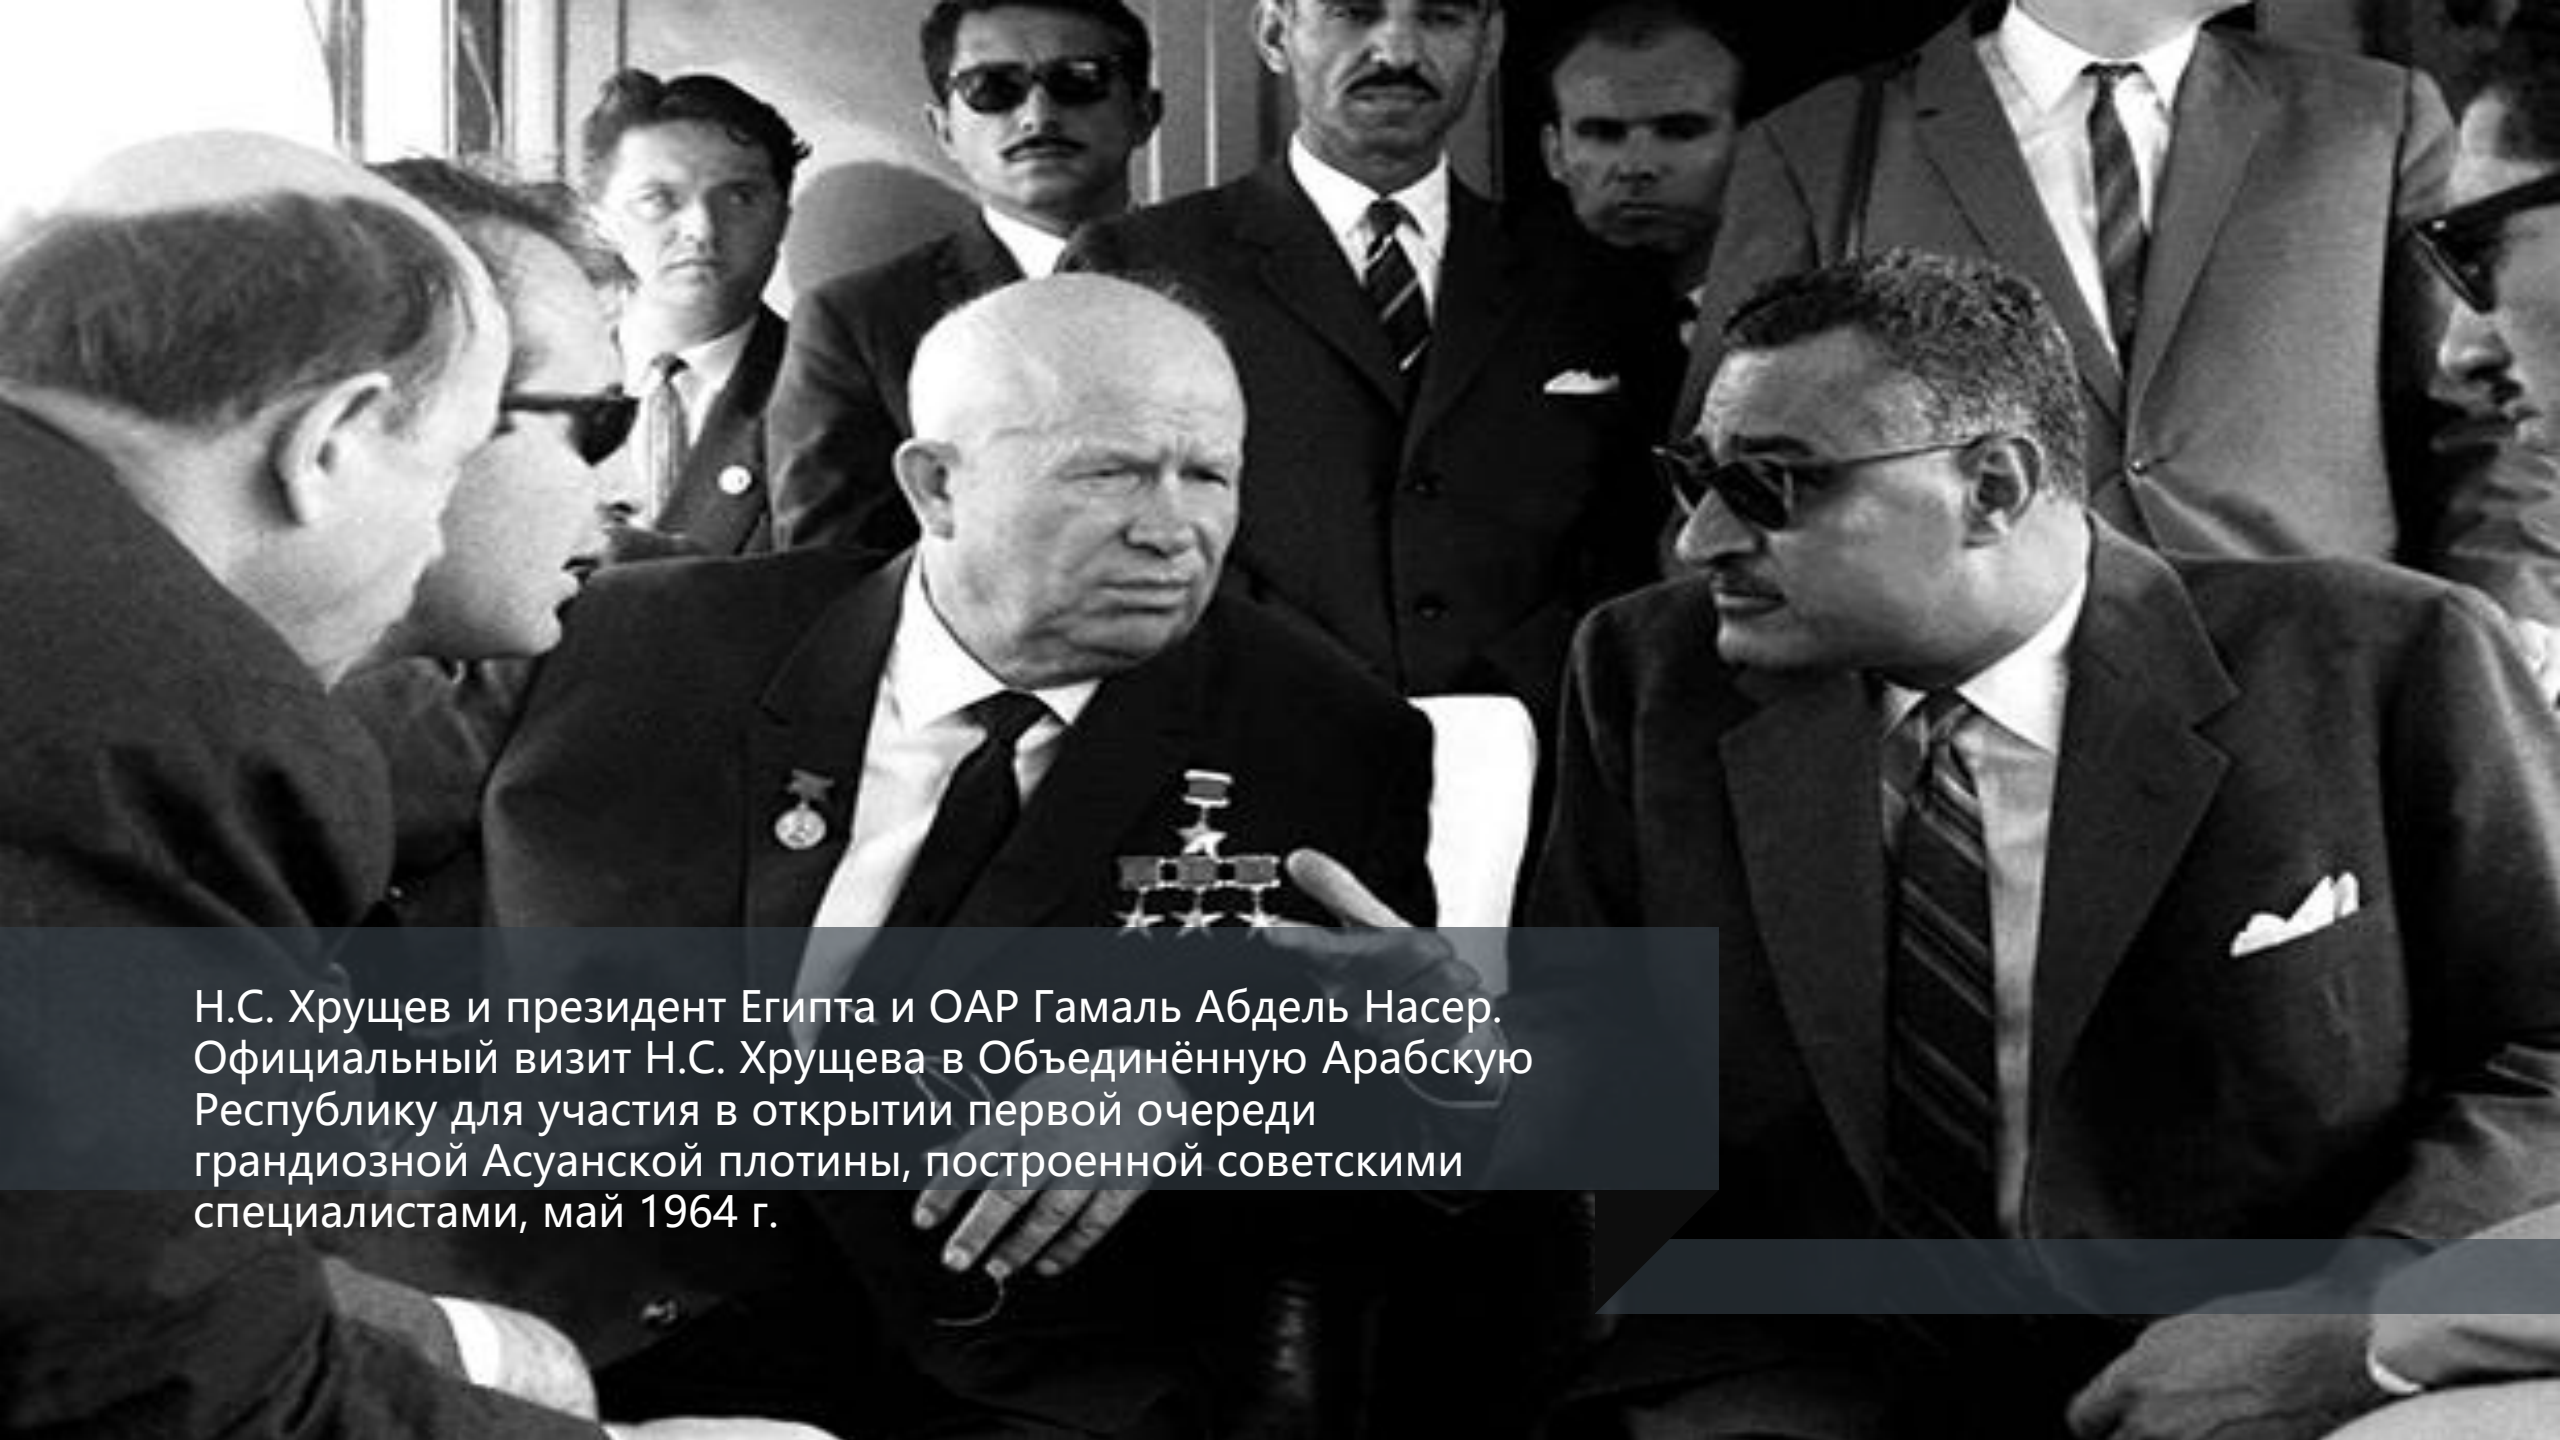 Н.С. Хрущев и президент Египта и ОАР Гамаль Абдель Насер.
Официальный визит Н.С. Хрущева в Объединённую Арабскую
Республику для участия в открытии первой очереди
грандиозной Асуанской плотины, построенной советскими
специалистами, май 1964 г.